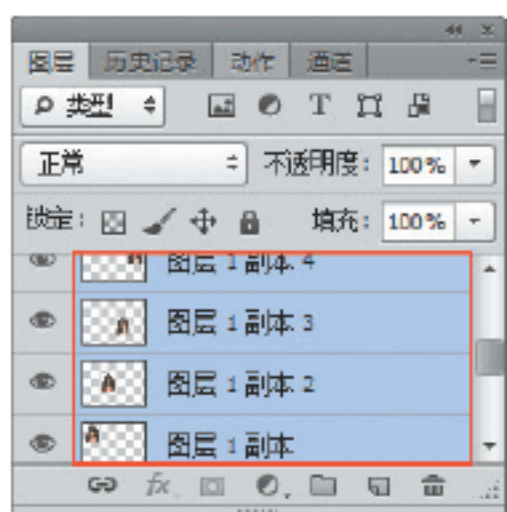 图层 历史记录 动作 通道
类型 T
正常 不透明度: 100%
锁定: 填充: 100%
图层 1 副本 4
图层 1 副本 3
图层 1 副本 2
图层 1 副本
fx